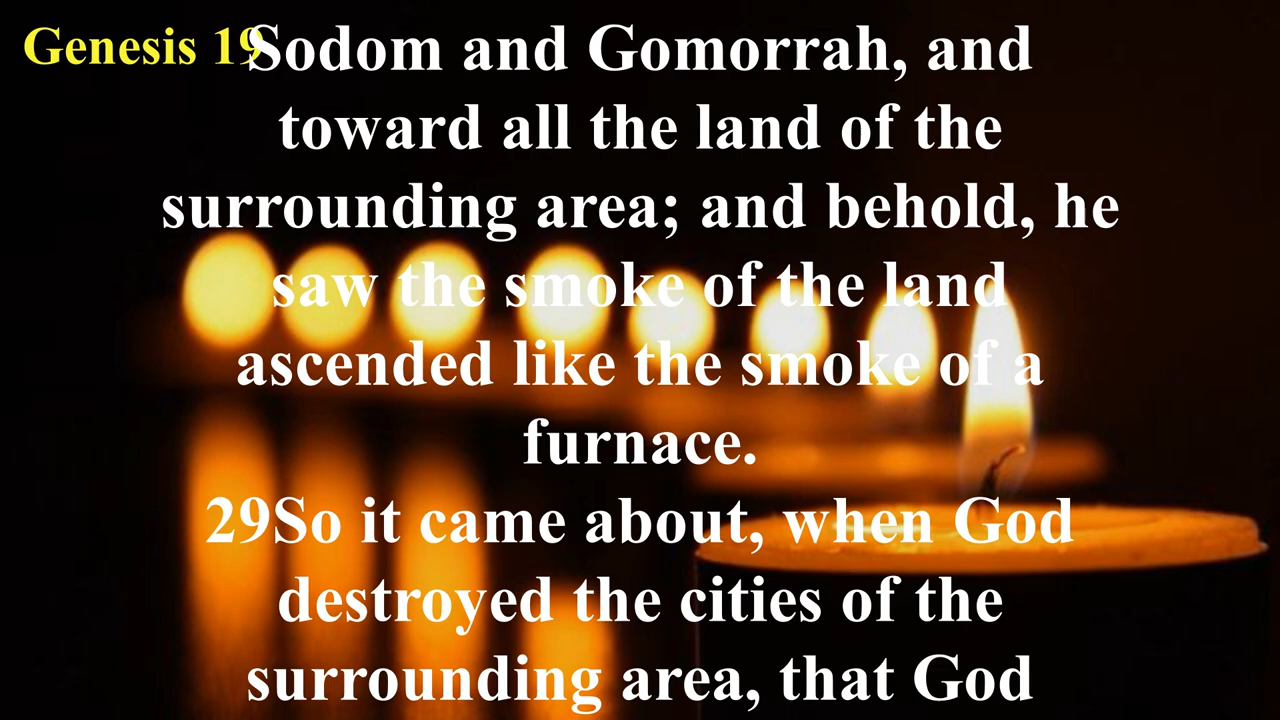 Genesis 19
Sodom and Gomorrah, and
toward all the land of the
surrounding area; and behold, he
saw the smoke of the land
ascended like the smoke of a
furnace.
29So it came about, when God
destroyed the cities of the
surrounding area, that God